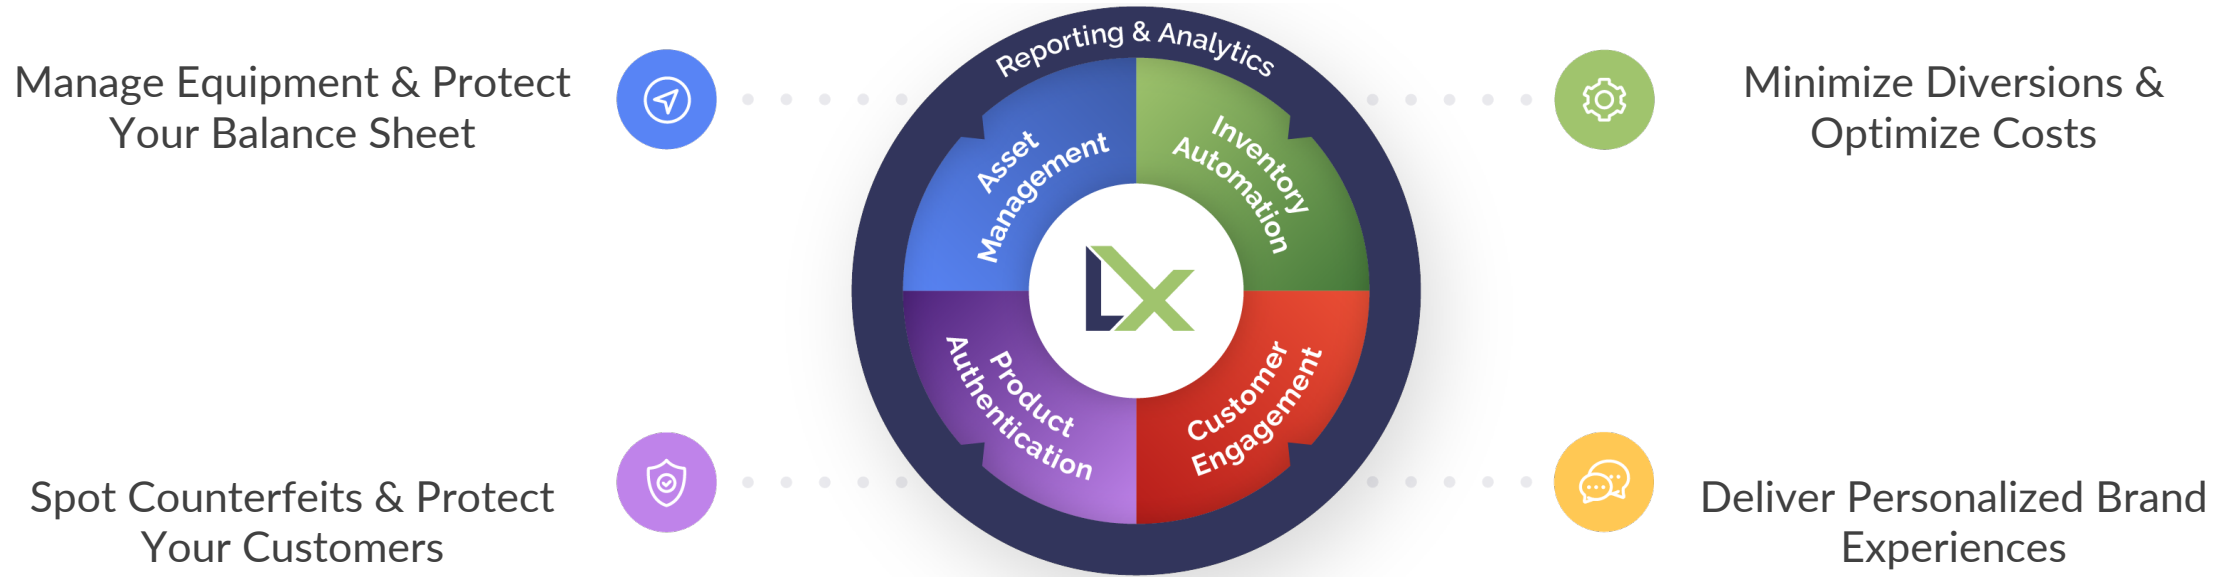 Reporting & Analytics
Manage Equipment & Protect
Your Balance Sheet
Asset
Management
Inventory
Automation
Minimize Diversions &
Optimize Costs
LX
Spot Counterfeits & Protect
Your Customers
Product
Authentication
Customer
Engagement
Deliver Personalized Brand
Experiences